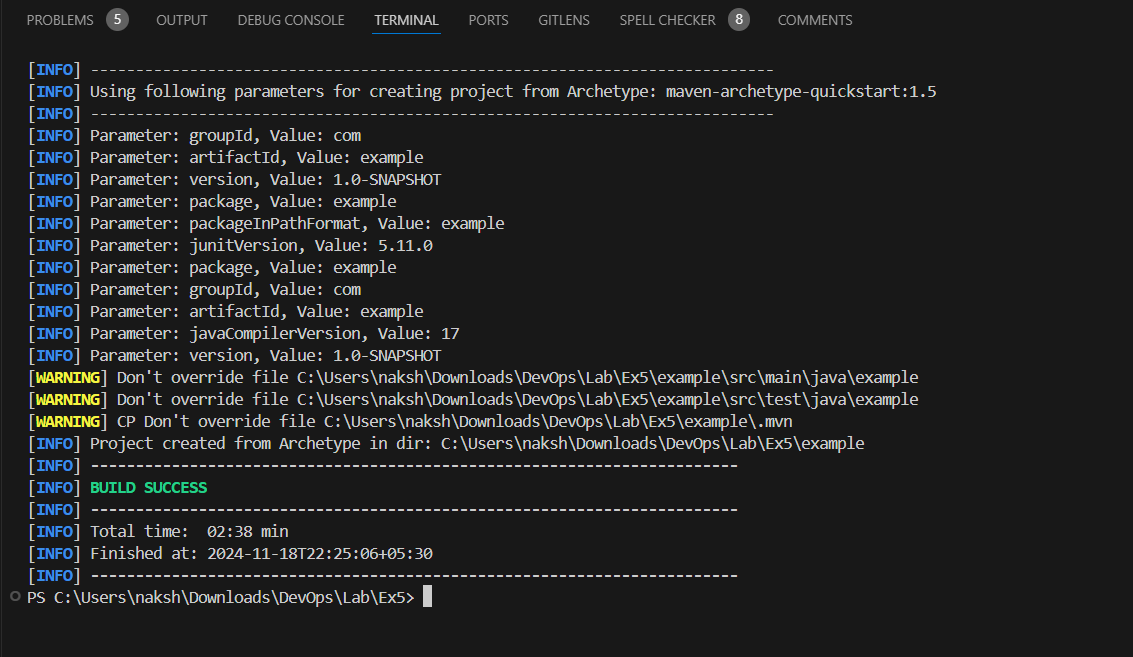 PROBLEMS 5 OUTPUT DEBUG CONSOLE TERMINAL PORTS GITLENS SPELL CHECKER 8 COMMENTS
[INFO] ----------------------------------------------------------------------------
[INFO] Using following parameters for creating project from Archetype: maven-archetype-quickstart:1.5
[INFO] ----------------------------------------------------------------------------
[INFO] Parameter: groupId, Value: com
[INFO] Parameter: artifactId, Value: example
[INFO] Parameter: version, Value: 1.0-SNAPSHOT
[INFO] Parameter: package, Value: example
[INFO] Parameter: packageInPathFormat, Value: example
[INFO] Parameter: junitVersion, Value: 5.11.0
[INFO] Parameter: package, Value: example
[INFO] Parameter: groupId, Value: com
[INFO] Parameter: artifactId, Value: example
[INFO] Parameter: javaCompilerVersion, Value: 17
[INFO] Parameter: version, Value: 1.0-SNAPSHOT
[WARNING] Don't override file C:\Users\naksh\Downloads\DevOps\Lab\Ex5\example\src\main\java\example
[WARNING] Don't override file C:\Users\naksh\Downloads\DevOps\Lab\Ex5\example\src\test\java\example
[WARNING] CP Don't override file C:\Users\naksh\Downloads\DevOps\Lab\Ex5\example\.mvn
[INFO] Project created from Archetype in dir: C:\Users\naksh\Downloads\DevOps\Lab\Ex5\example
[INFO] ------------------------------------------------------------------------
[INFO] BUILD SUCCESS
[INFO] ------------------------------------------------------------------------
[INFO] Total time:  02:38 min
[INFO] Finished at: 2024-11-18T22:25:06+05:30
[INFO] ------------------------------------------------------------------------
PS C:\Users\naksh\Downloads\DevOps\Lab\Ex5>